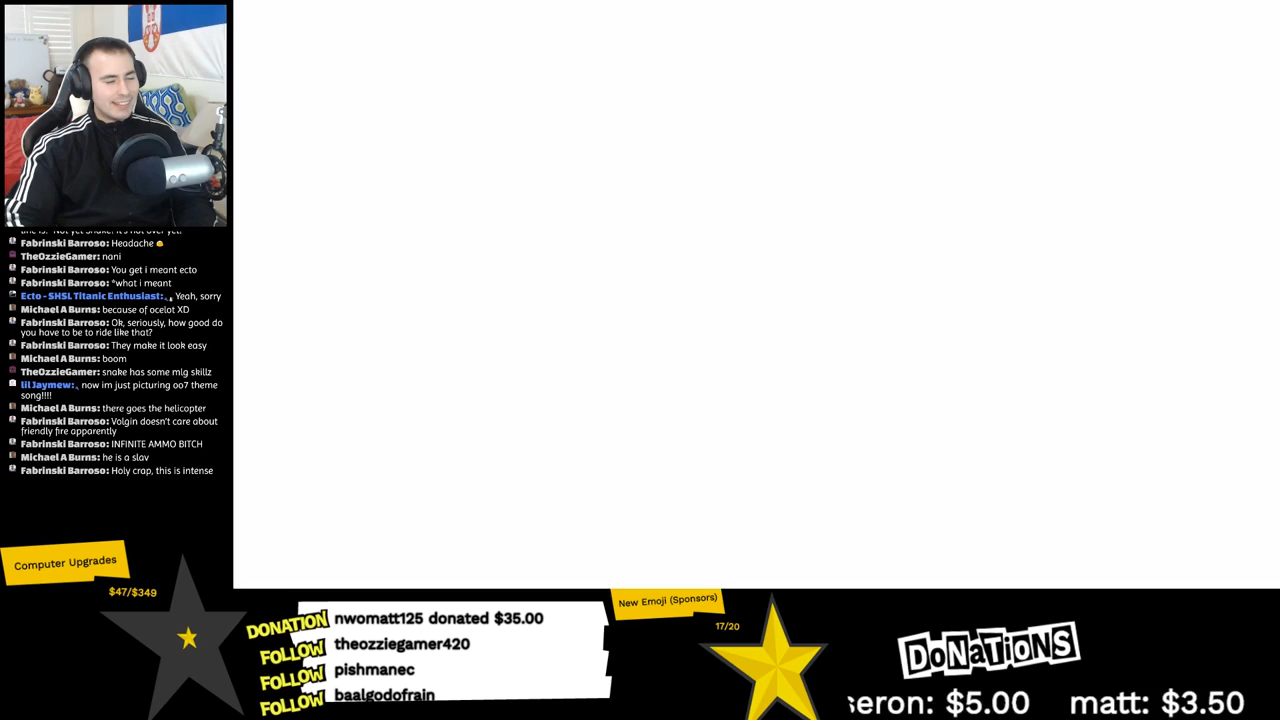 Fabrinski Barroso: Headache
TheOzzieGamer: nani
Fabrinski Barroso: You get i meant ecto
Fabrinski Barroso: *what i meant
Ecto - SHSL Titanic Enthusiast: Yeah, sorry
Michael A Burns: because of ocelot XD
Fabrinski Barroso: Ok, seriously, how good do
you have to be to ride like that?
Fabrinski Barroso: They make it look easy
Michael A Burns: boom
TheOzzieGamer: snake has some mlg skillz
lil Jaymew: now im just picturing oo7 theme
song!!!!
Michael A Burns: there goes the helicopter
Fabrinski Barroso: Volgin doesn't care about
friendly fire apparently
Fabrinski Barroso: INFINITE AMMO BITCH
Michael A Burns: he is a slav
Fabrinski Barroso: Holy crap, this is intense
Computer Upgrades
$47/$349
DONATION nwomatt125 donated $35.00
FOLLOW theozziegamer420
FOLLOW pishmanec
FOLLOW baalgodofrain
New Emoji (Sponsors)
17/20
DONATIONS
seron: $5.00 matt: $3.50